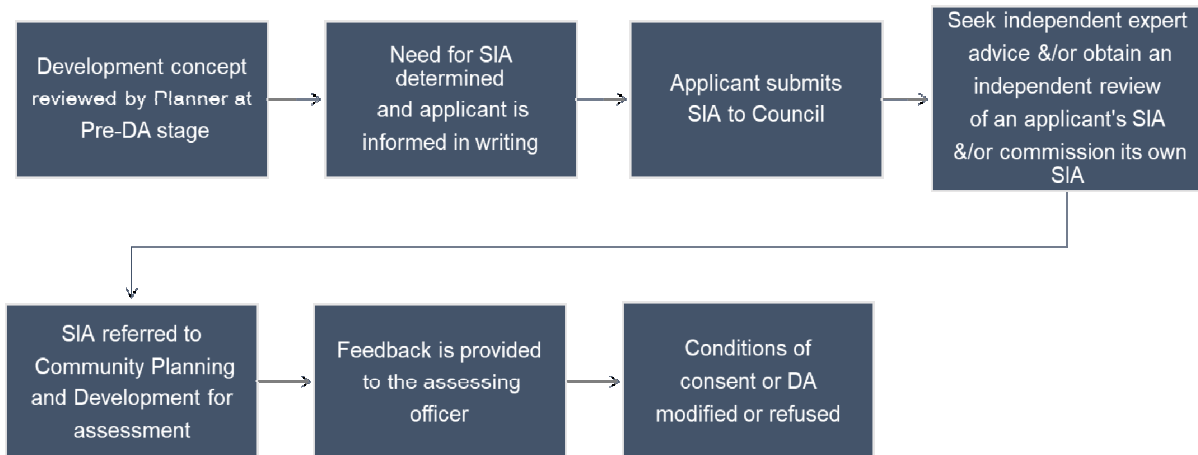 Development concept
reviewed by Planner at
Pre-DA stage
Need for SIA
determined
and applicant is
informed in writing
Applicant submits
SIA to Council
Seek independent expert
advice &/or obtain an
independent review
of an applicant's SIA
&/or commission its own
SIA
SIA referred to
Community Planning
and Development for
assessment
Feedback is provided
to the assessing
officer
Conditions of
consent or DA
modified or refused